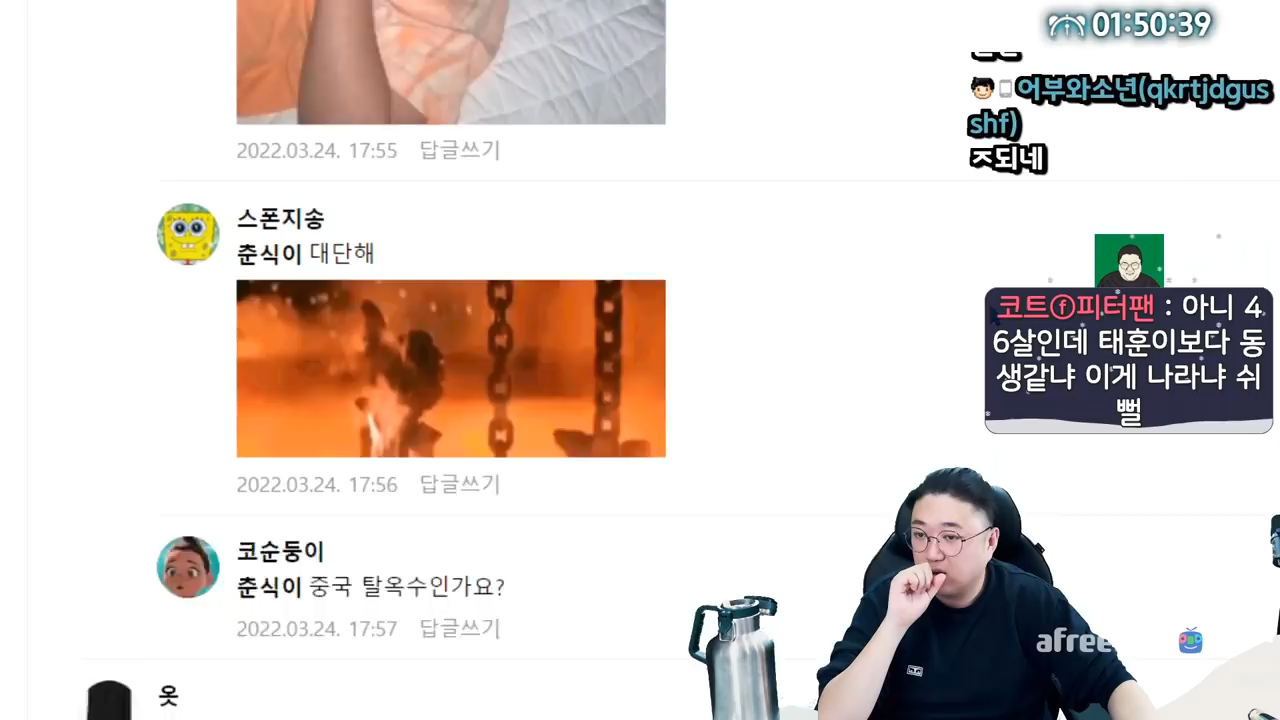 01:50:39
어부와소년(qkrtjdgus
shf)
ㅈ되네
2022.03.24. 17:55 답글쓰기
스폰지송
춘식이 대단해
코트ⓕ피터팬 : 아니 4
6살인데 태훈이보다 동
생같냐 이게 나라냐 쉬
뻘
2022.03.24. 17:56 답글쓰기
코순둥이
춘식이 중국 탈옥수인가요?
2022.03.24. 17:57 답글쓰기
afree
옷